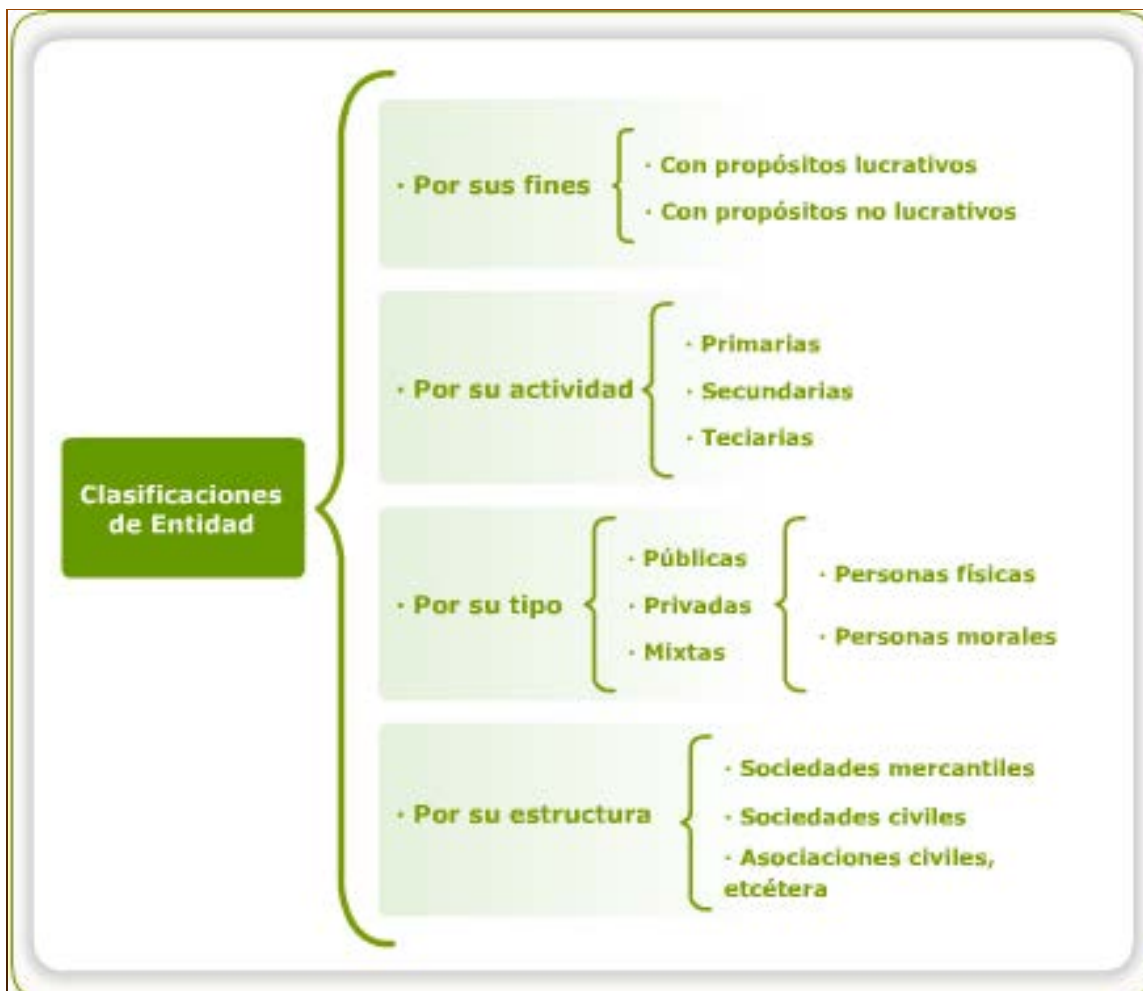 Clasificaciones
de Entidad
· Por sus fines
· Con propósitos lucrativos
· Con propósitos no lucrativos
· Por su actividad
· Primarias
· Secundarias
· Teciarias
· Por su tipo
· Públicas
· Privadas
· Mixtas
· Personas físicas
· Personas morales
· Por su estructura
· Sociedades mercantiles
· Sociedades civiles
· Asociaciones civiles,
etcétera